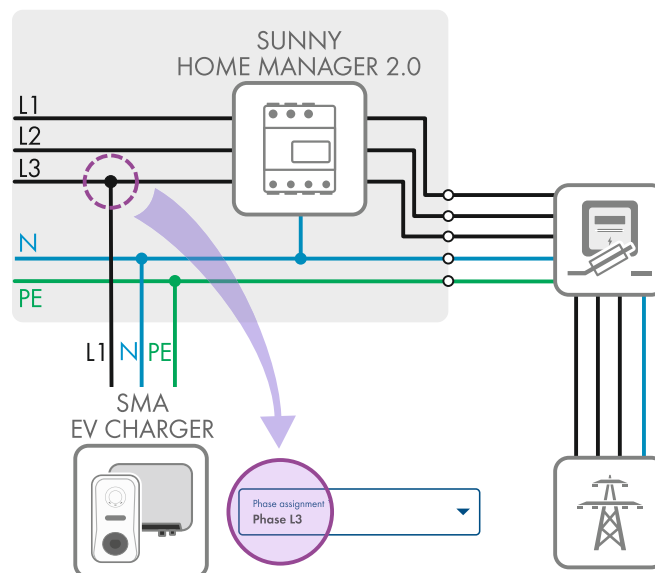 SUNNY
HOME MANAGER 2.0
L1
L2
L3
N
PE
L1 N PE
SMA
EV CHARGER
Phase assignment
Phase L3